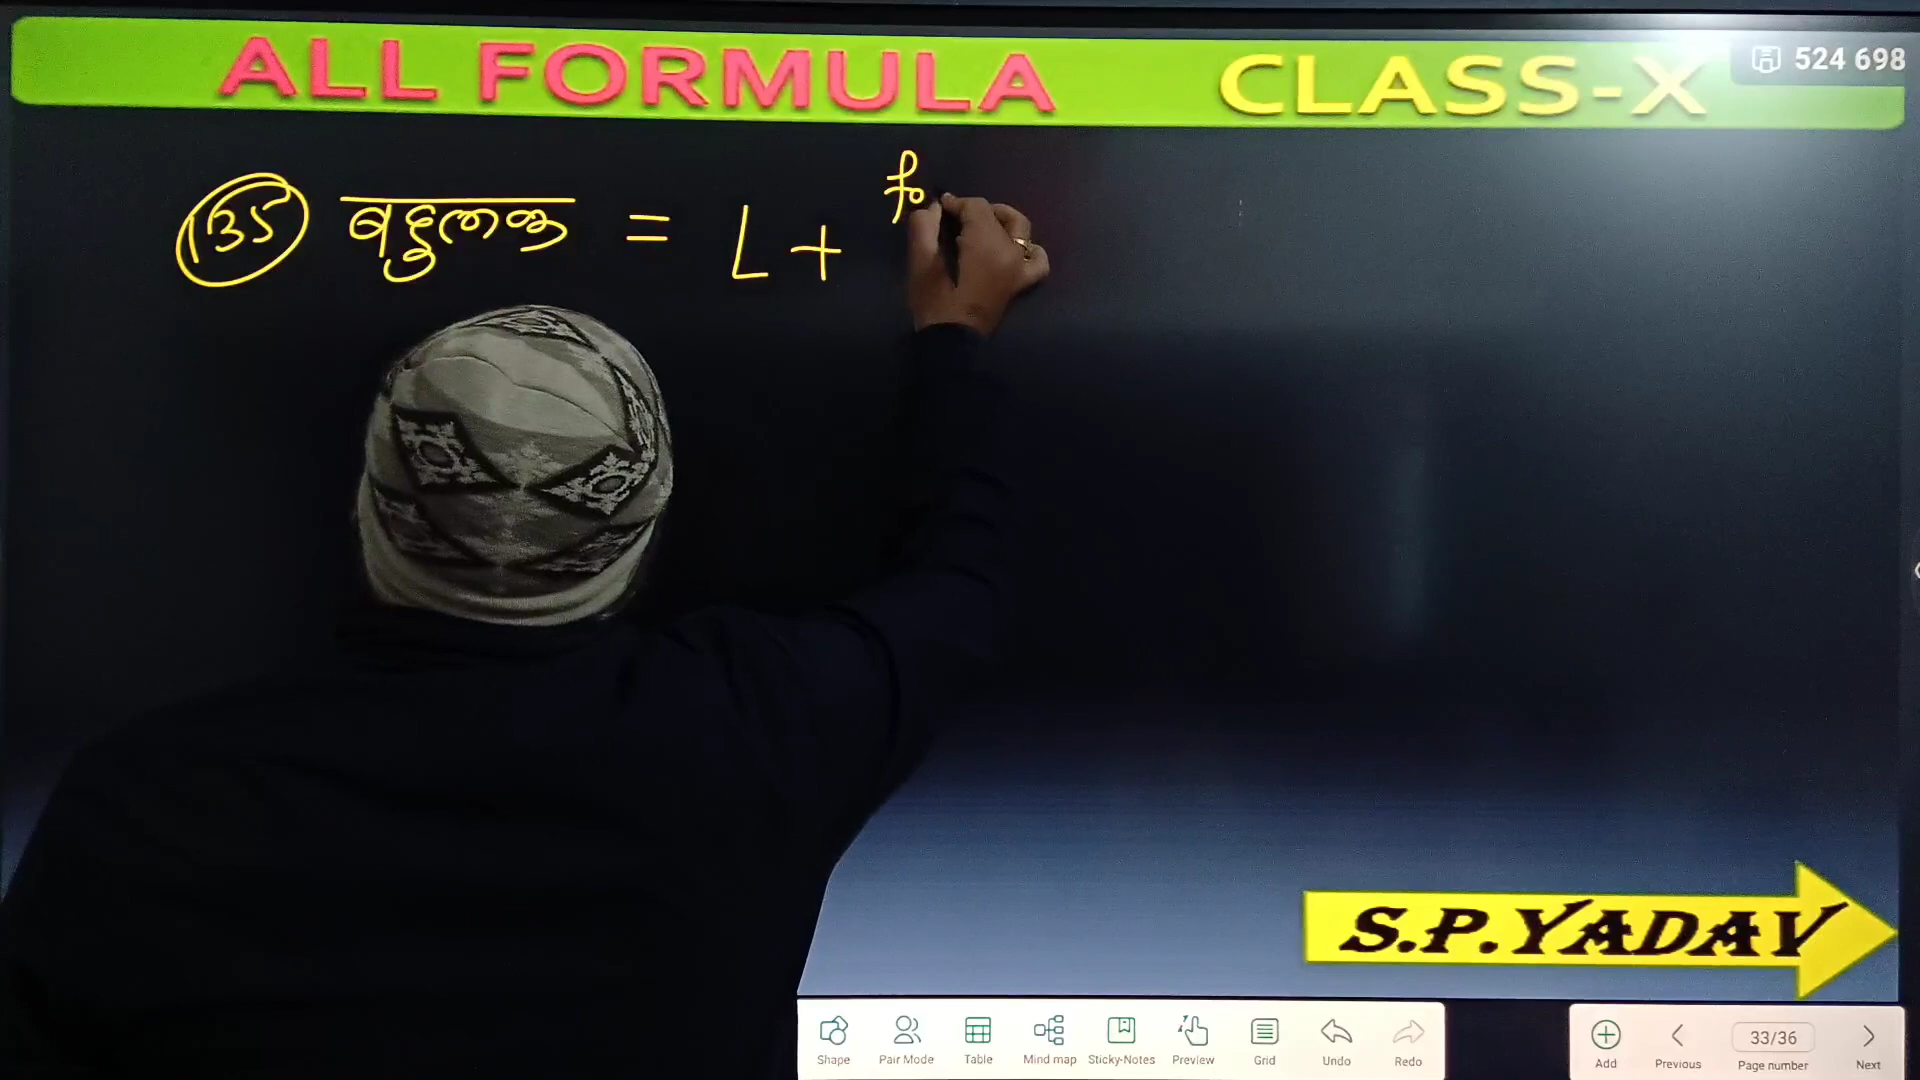 ALL FORMULA CLASS-X 524 698
135 बहुलक = L + f₀
S.P.YADAV
Shape Pair Mode Table Mind map Sticky-Notes Preview Grid Undo Redo Add Previous 33/36 Page number Next